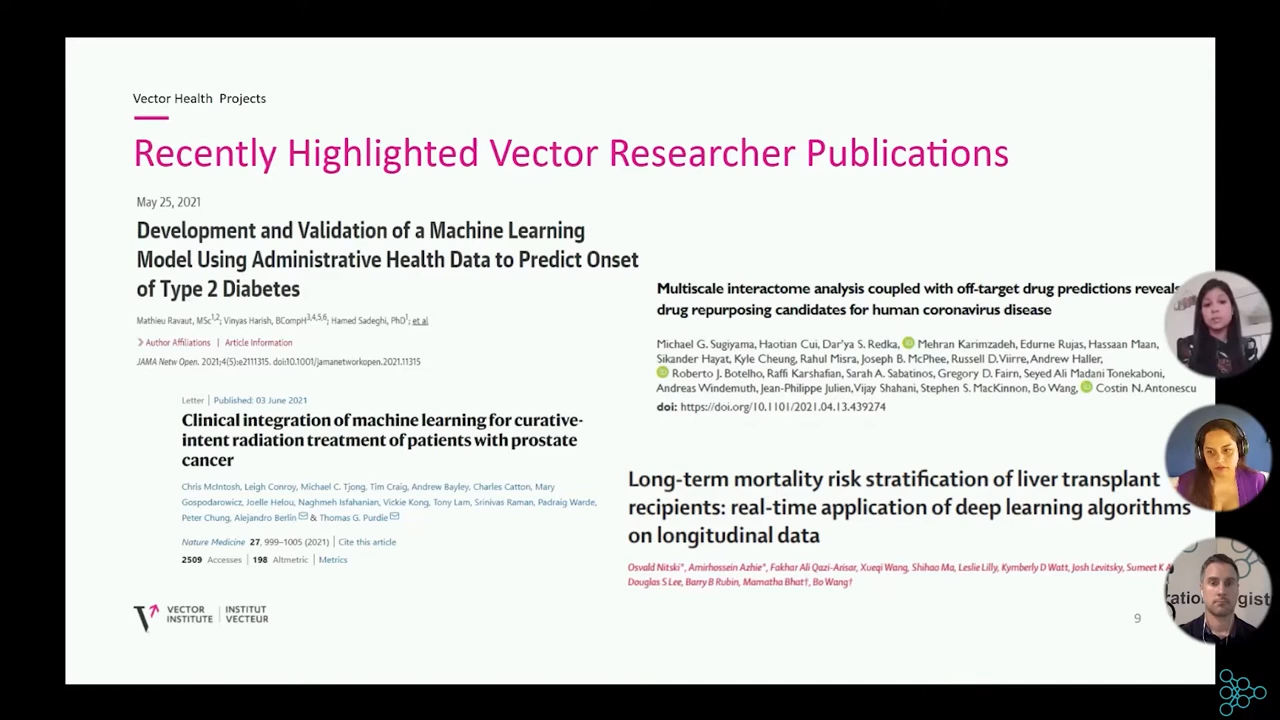 Vector Health Projects
Recently Highlighted Vector Researcher Publications
May 25, 2021
Development and Validation of a Machine Learning
Model Using Administrative Health Data to Predict Onset
of Type 2 Diabetes
Mathieu Ravaut, MSc1,2; Vinyas Harish, BCompH3,4,5,6; Hamed Sadeghi, PhD1; et al
Author Affiliations | Article Information
JAMA Netw Open. 2021;4(5):e2111315. doi:10.1001/jamanetworkopen.2021.11315
Letter | Published: 03 June 2021
Clinical integration of machine learning for curative-
intent radiation treatment of patients with prostate
cancer
Chris McIntosh, Leigh Conroy, Michael C. Tjong, Tim Craig, Andrew Bayley, Charles Catton, Mary
Gospodarowicz, Joelle Helou, Naghmeh Isfahanian, Vickie Kong, Tony Lam, Srinivas Raman, Padraig Warde,
Peter Chung, Alejandro Berlin & Thomas G. Purdie
Nature Medicine 27, 999–1005 (2021) | Cite this article
2509 Accesses | 198 Altmetric | Metrics
Multiscale interactome analysis coupled with off-target drug predictions reveals
drug repurposing candidates for human coronavirus disease
Michael G. Sugiyama, Haotian Cui, Dar'ya S. Redka, Mehran Karimzadeh, Edurne Rujas, Hassaan Maan,
Sikander Hayat, Kyle Cheung, Rahul Misra, Joseph B. McPhee, Russell D. Viirre, Andrew Haller,
Roberto J. Botelho, Raffi Karshafian, Sarah A. Sabatinos, Gregory D. Fairn, Seyed Ali Madani Tonekaboni,
Andreas Windemuth, Jean-Philippe Julien, Vijay Shahani, Stephen S. MacKinnon, Bo Wang, Costin N. Antonescu
doi: https://doi.org/10.1101/2021.04.13.439274
Long-term mortality risk stratification of liver transplant
recipients: real-time application of deep learning algorithms
on longitudinal data
Osvald Nitski*, Amirhossein Azhie*, Fakhar Ali Qazi-Arisar, Xueqi Wang, Shihao Ma, Leslie Lilly, Kymberly D Watt, Josh Levitsky, Sumeet K A
Douglas S Lee, Barry B Rubin, Mamatha Bhat†, Bo Wang†
VECTOR INSTITUTE | INSTITUT VECTEUR
9